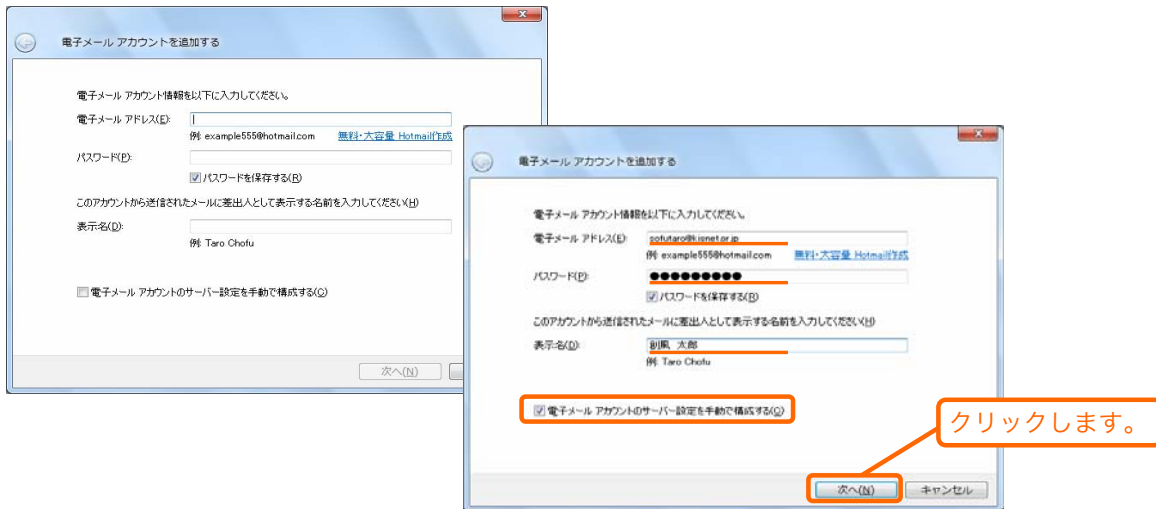 電子メール アカウントを追加する
電子メール アカウント情報を以下に入力してください。
電子メール アドレス(E):
例: example555@hotmail.com 無料・大容量 Hotmail作成
パスワード(P):
パスワードを保存する(R)
このアカウントから送信されたメールに差出人として表示する名前を入力してください(H)
表示名(D):
例: Taro Chofu
電子メール アカウントのサーバー設定を手動で構成する(C)
次へ(N)
電子メール アカウントを追加する
電子メール アカウント情報を以下に入力してください。
電子メール アドレス(E): sofutaro@kisnet.or.jp
例: example555@hotmail.com 無料・大容量 Hotmail作成
パスワード(P): ●●●●●●●●●
パスワードを保存する(R)
このアカウントから送信されたメールに差出人として表示する名前を入力してください(H)
表示名(D): 創風 太郎
例: Taro Chofu
電子メール アカウントのサーバー設定を手動で構成する(C)
クリックします。
次へ(N) キャンセル